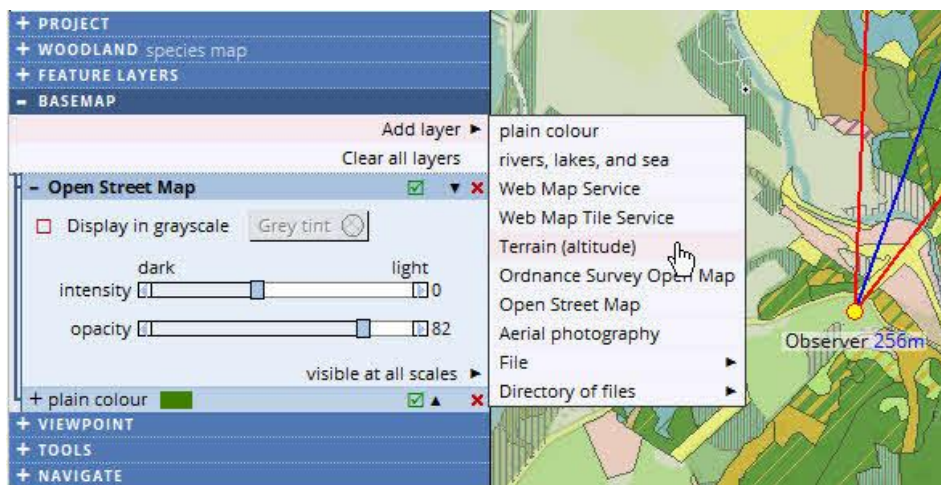 + PROJECT
+ WOODLAND species map
+ FEATURE LAYERS
- BASEMAP
Add layer ►
Clear all layers
- Open Street Map
Display in grayscale Grey tint
dark light
intensity 0
opacity 82
visible at all scales ►
+ plain colour
+ VIEWPOINT
+ TOOLS
+ NAVIGATE
plain colour
rivers, lakes, and sea
Web Map Service
Web Map Tile Service
Terrain (altitude)
Ordnance Survey Open Map
Open Street Map
Aerial photography
File ►
Directory of files ►
Observer 256m